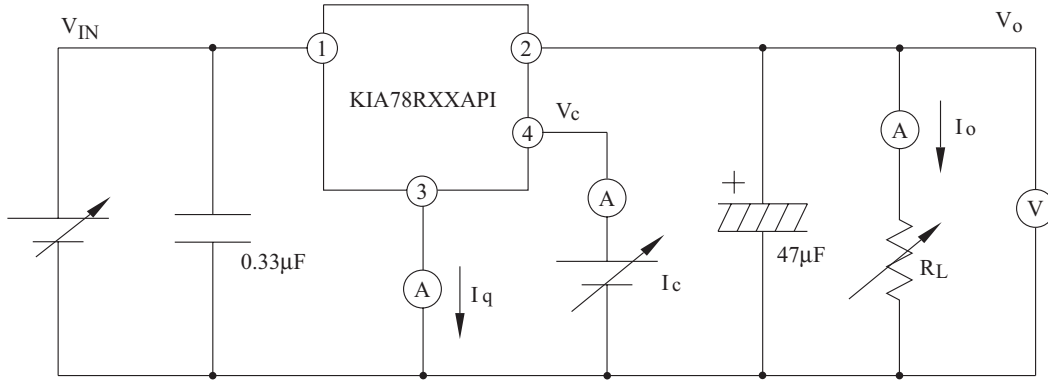 V_IN
V_o
1
2
KIA78RXXAPI
V_c
4
A
I_o
3
A
+
V
0.33μF
47μF
R_L
A
I_q
I_c